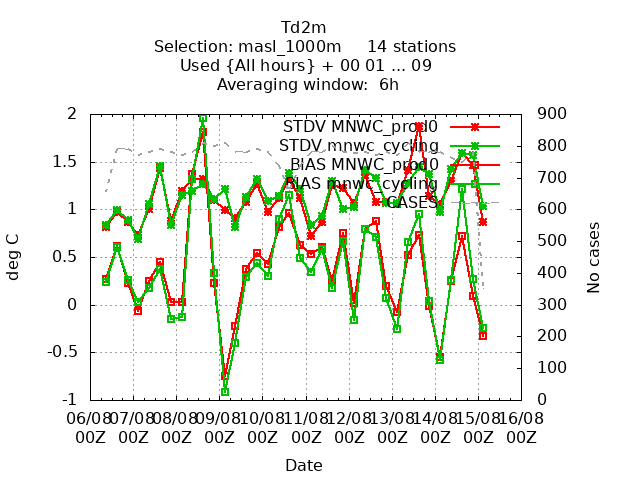 Td2m
Selection: masl_1000m     14 stations
Used {All hours} + 00 01 ... 09
Averaging window:  6h
STDV MNWC_prod0
STDV mnwc_cycling
BIAS MNWC_prod0
BIAS mnwc_cycling
CASES
2
1.5
1
0.5
0
-0.5
-1
deg C
900
800
700
600
500
400
300
200
100
0
No cases
06/08 07/08 08/08 09/08 10/08 11/08 12/08 13/08 14/08 15/08 16/08
00Z 00Z 00Z 00Z 00Z 00Z 00Z 00Z 00Z 00Z 00Z
Date